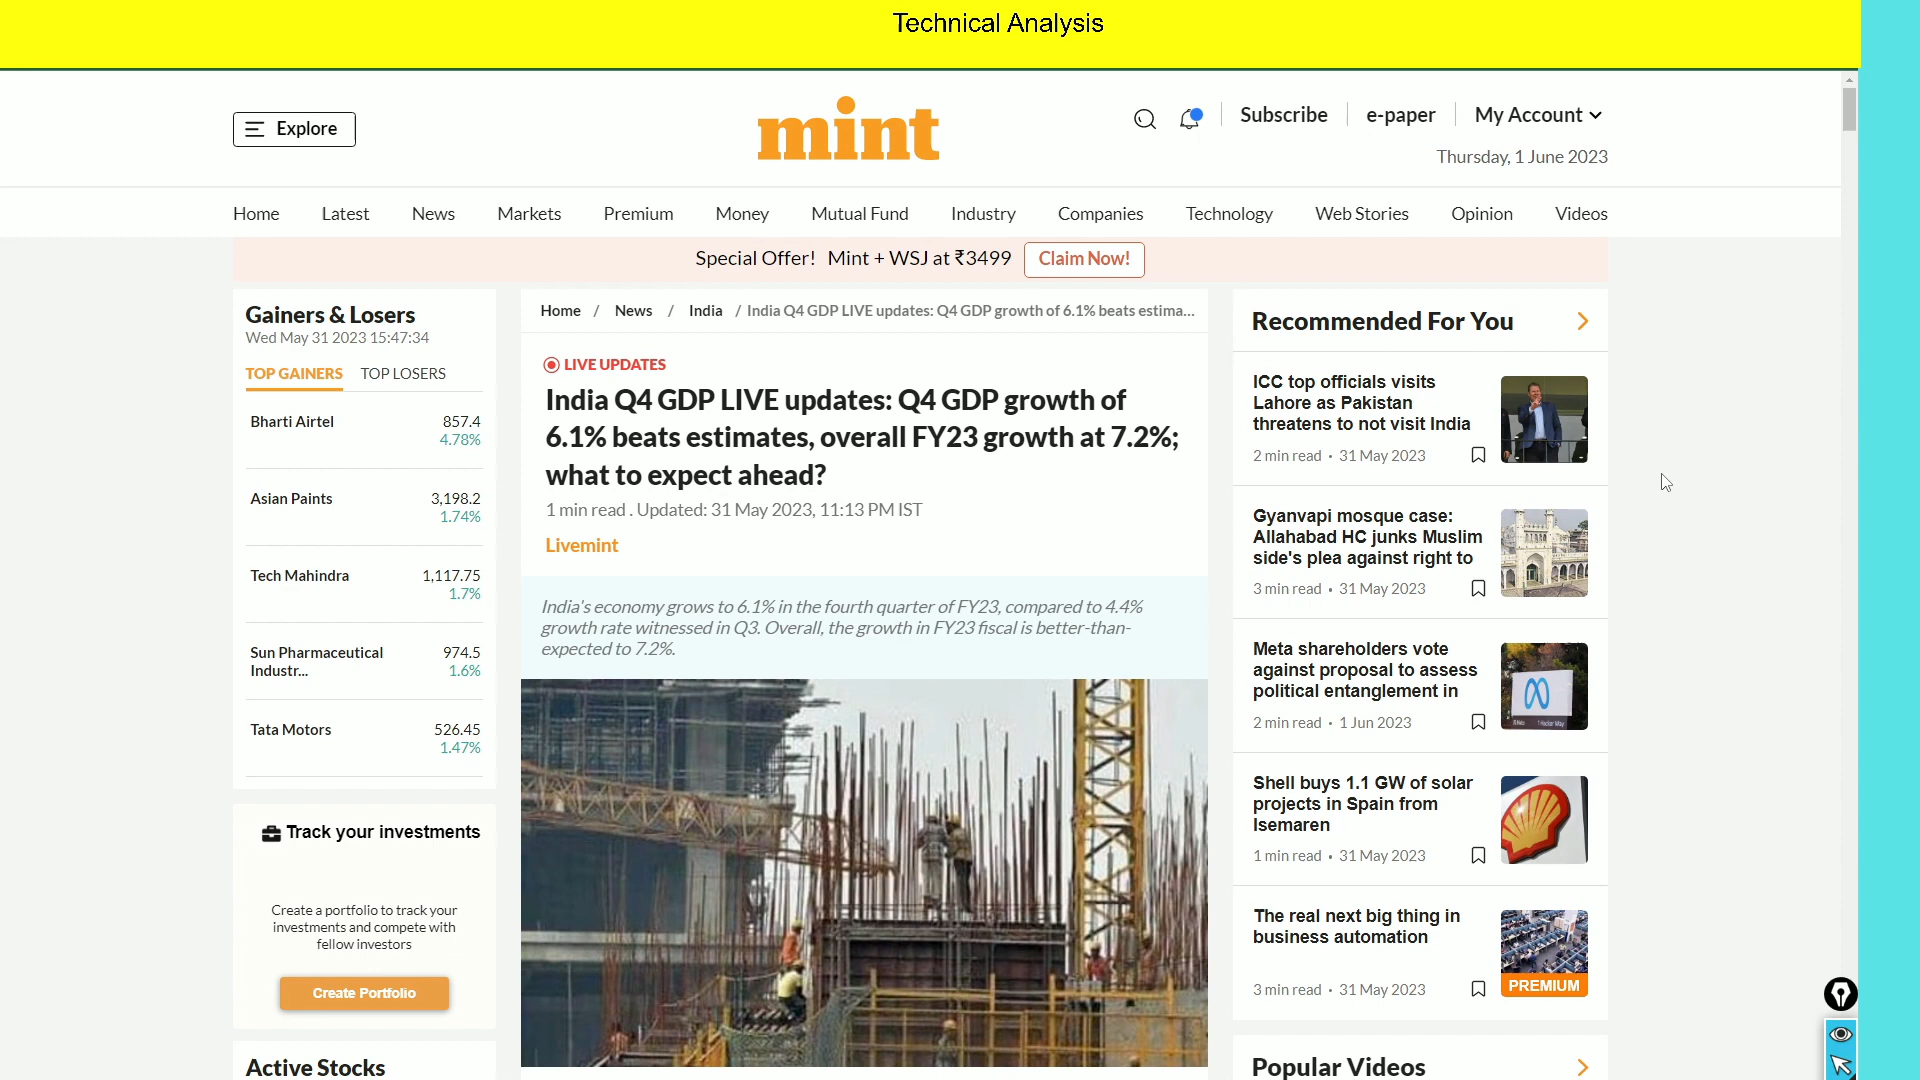 Technical Analysis
Explore
mint
Subscribe
e-paper
My Account
Thursday, 1 June 2023
Home Latest News Markets Premium Money Mutual Fund Industry Companies Technology Web Stories Opinion Videos
Special Offer! Mint + WSJ at ₹3499 Claim Now!
Gainers & Losers
Wed May 31 2023 15:47:34
TOP GAINERS TOP LOSERS
Bharti Airtel 857.4
4.78%
Asian Paints 3,198.2
1.74%
Tech Mahindra 1,117.75
1.7%
Sun Pharmaceutical 974.5
Industr... 1.6%
Tata Motors 526.45
1.47%
Track your investments
Create a portfolio to track your
investments and compete with
fellow investors
Create Portfolio
Active Stocks
Home / News / India / India Q4 GDP LIVE updates: Q4 GDP growth of 6.1% beats estima...
LIVE UPDATES
India Q4 GDP LIVE updates: Q4 GDP growth of
6.1% beats estimates, overall FY23 growth at 7.2%;
what to expect ahead?
1 min read . Updated: 31 May 2023, 11:13 PM IST
Livemint
India's economy grows to 6.1% in the fourth quarter of FY23, compared to 4.4%
growth rate witnessed in Q3. Overall, the growth in FY23 fiscal is better-than-
expected to 7.2%.
Recommended For You
ICC top officials visits
Lahore as Pakistan
threatens to not visit India
2 min read • 31 May 2023
Gyanvapi mosque case:
Allahabad HC junks Muslim
side's plea against right to
3 min read • 31 May 2023
Meta shareholders vote
against proposal to assess
political entanglement in
2 min read • 1 Jun 2023
Shell buys 1.1 GW of solar
projects in Spain from
Isemaren
1 min read • 31 May 2023
The real next big thing in
business automation
3 min read • 31 May 2023
PREMIUM
Popular Videos